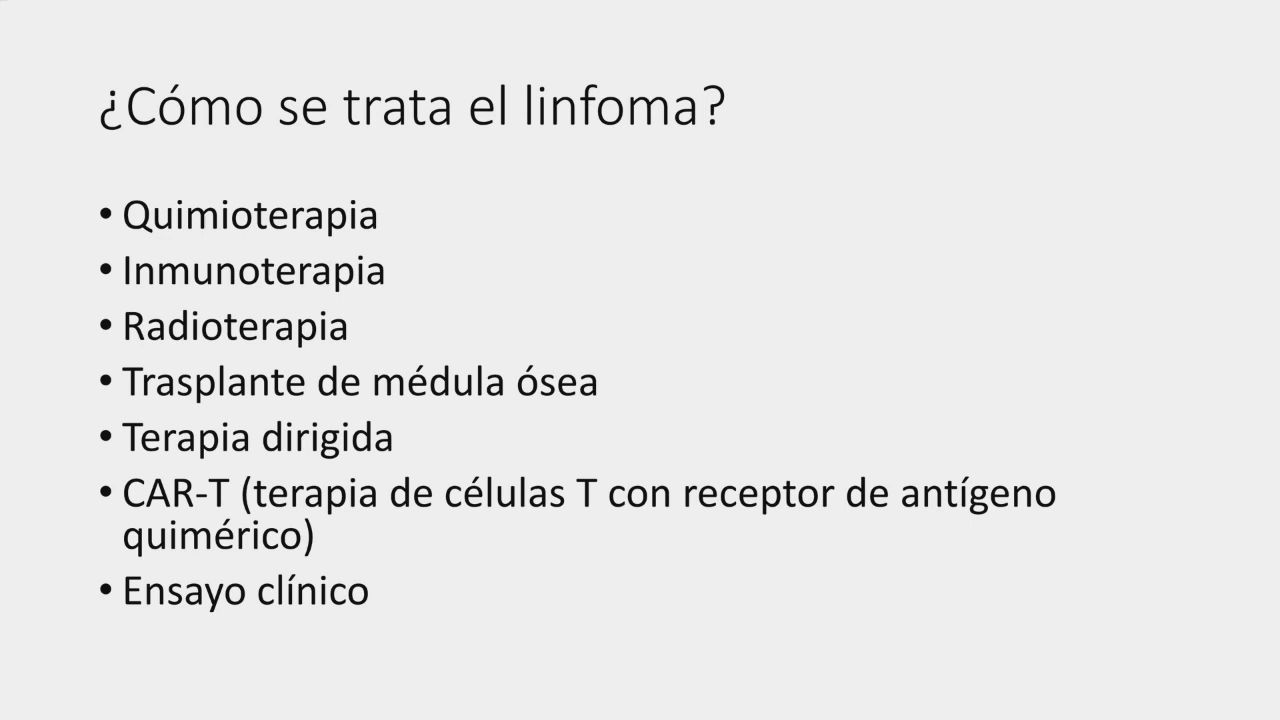 ¿Cómo se trata el linfoma?
• Quimioterapia
• Inmunoterapia
• Radioterapia
• Trasplante de médula ósea
• Terapia dirigida
• CAR-T (terapia de células T con receptor de antígeno
quimérico)
• Ensayo clínico